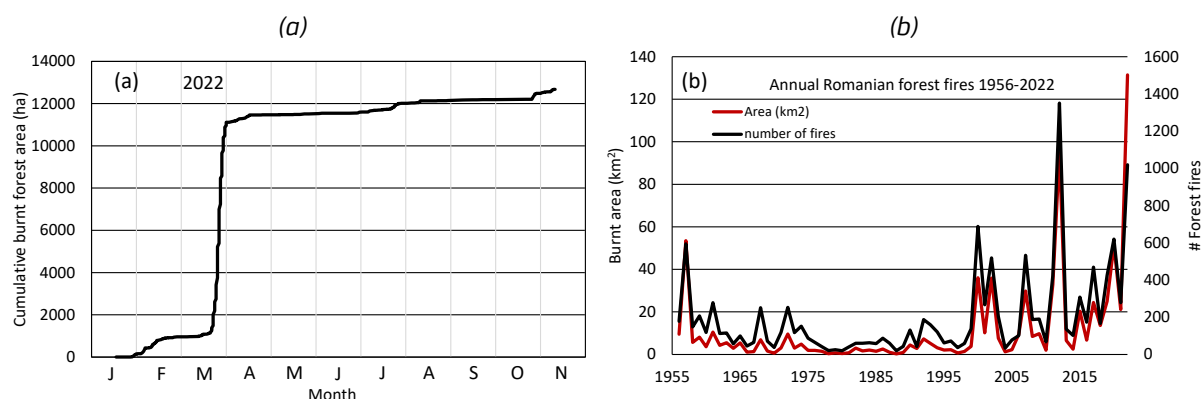 (a)
(b)
14000
12000
10000
8000
6000
4000
2000
0
Cumulative burnt forest area (ha)
(a)
2022
J F M A M J J A S O N
Month
140
120
100
80
60
40
20
0
Burnt area (km²)
(b)
Annual Romanian forest fires 1956-2022
Area (km2)
number of fires
1600
1400
1200
1000
800
600
400
200
0
# Forest fires
1955 1965 1975 1985 1995 2005 2015